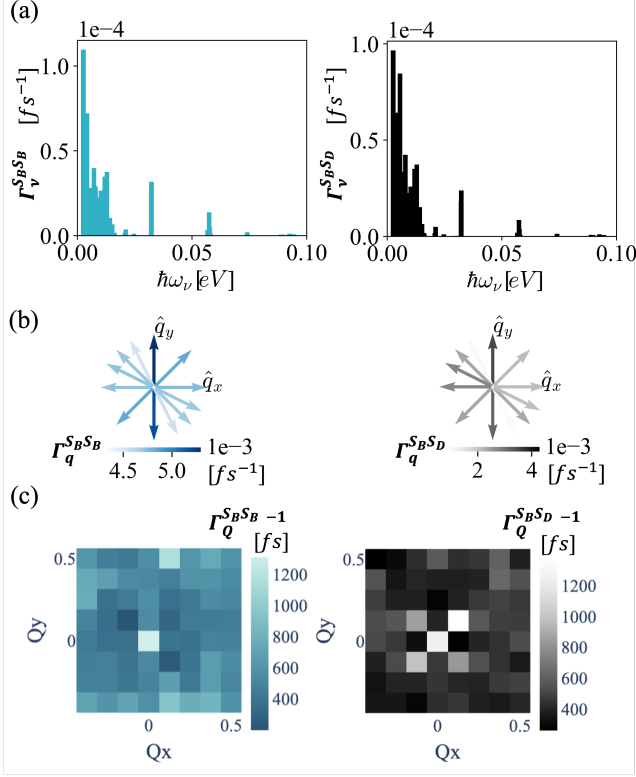 (a)
1e−4
1e−4
Γ_ν^{S_B S_B} [fs⁻¹]
1.0
0.5
0.0
0.00
0.05
0.10
ħω_ν [eV]
Γ_ν^{S_B S_D} [fs⁻¹]
1.0
0.5
0.0
0.00
0.05
0.10
ħω_ν [eV]
(b)
q̂_y
q̂_x
Γ_q^{S_B S_B}
4.5
5.0
1e−3
[fs⁻¹]
q̂_y
q̂_x
Γ_q^{S_B S_D}
2
4
1e−3
[fs⁻¹]
(c)
Γ_Q^{S_B S_B −1}
[fs]
0.5
Qy
0
0
0.5
Qx
1200
1000
800
600
400
Γ_Q^{S_B S_D −1}
[fs]
0.5
Qy
0
0
0.5
Qx
1200
1000
800
600
400